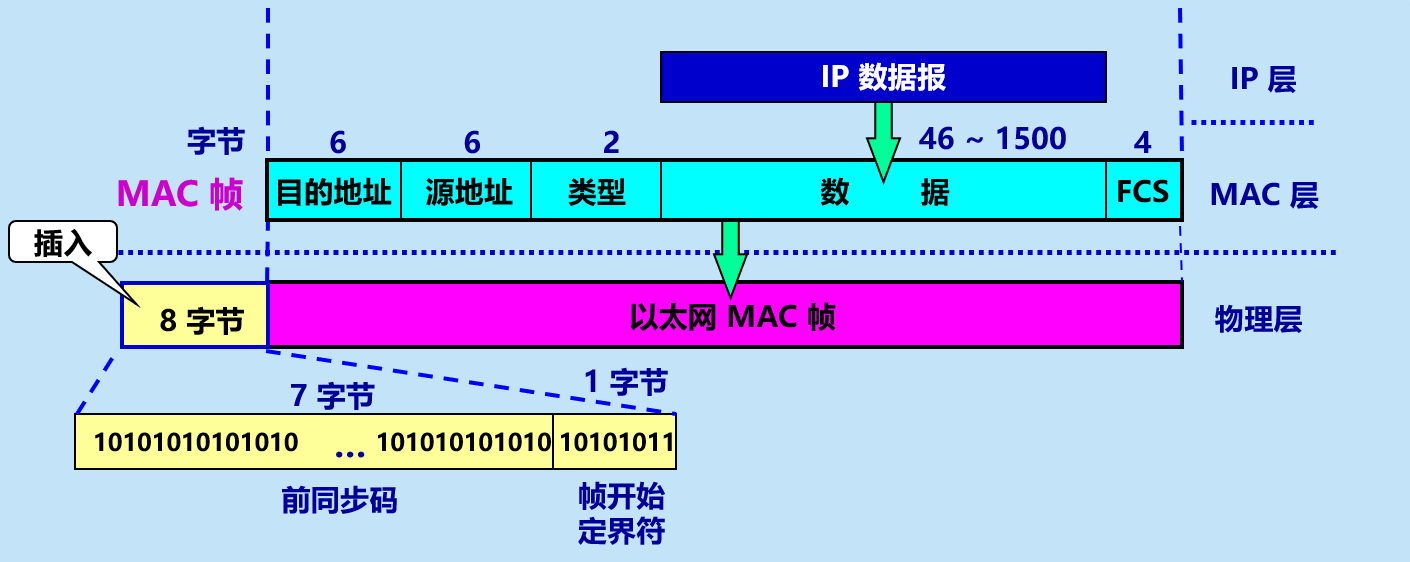 IP 数据报
IP 层
字节
6
6
2
46 ~ 1500
4
MAC 帧
目的地址
源地址
类型
数 据
FCS
MAC 层
插入
8 字节
以太网 MAC 帧
物理层
7 字节
1 字节
10101010101010 … 101010101010
10101011
前同步码
帧开始
定界符